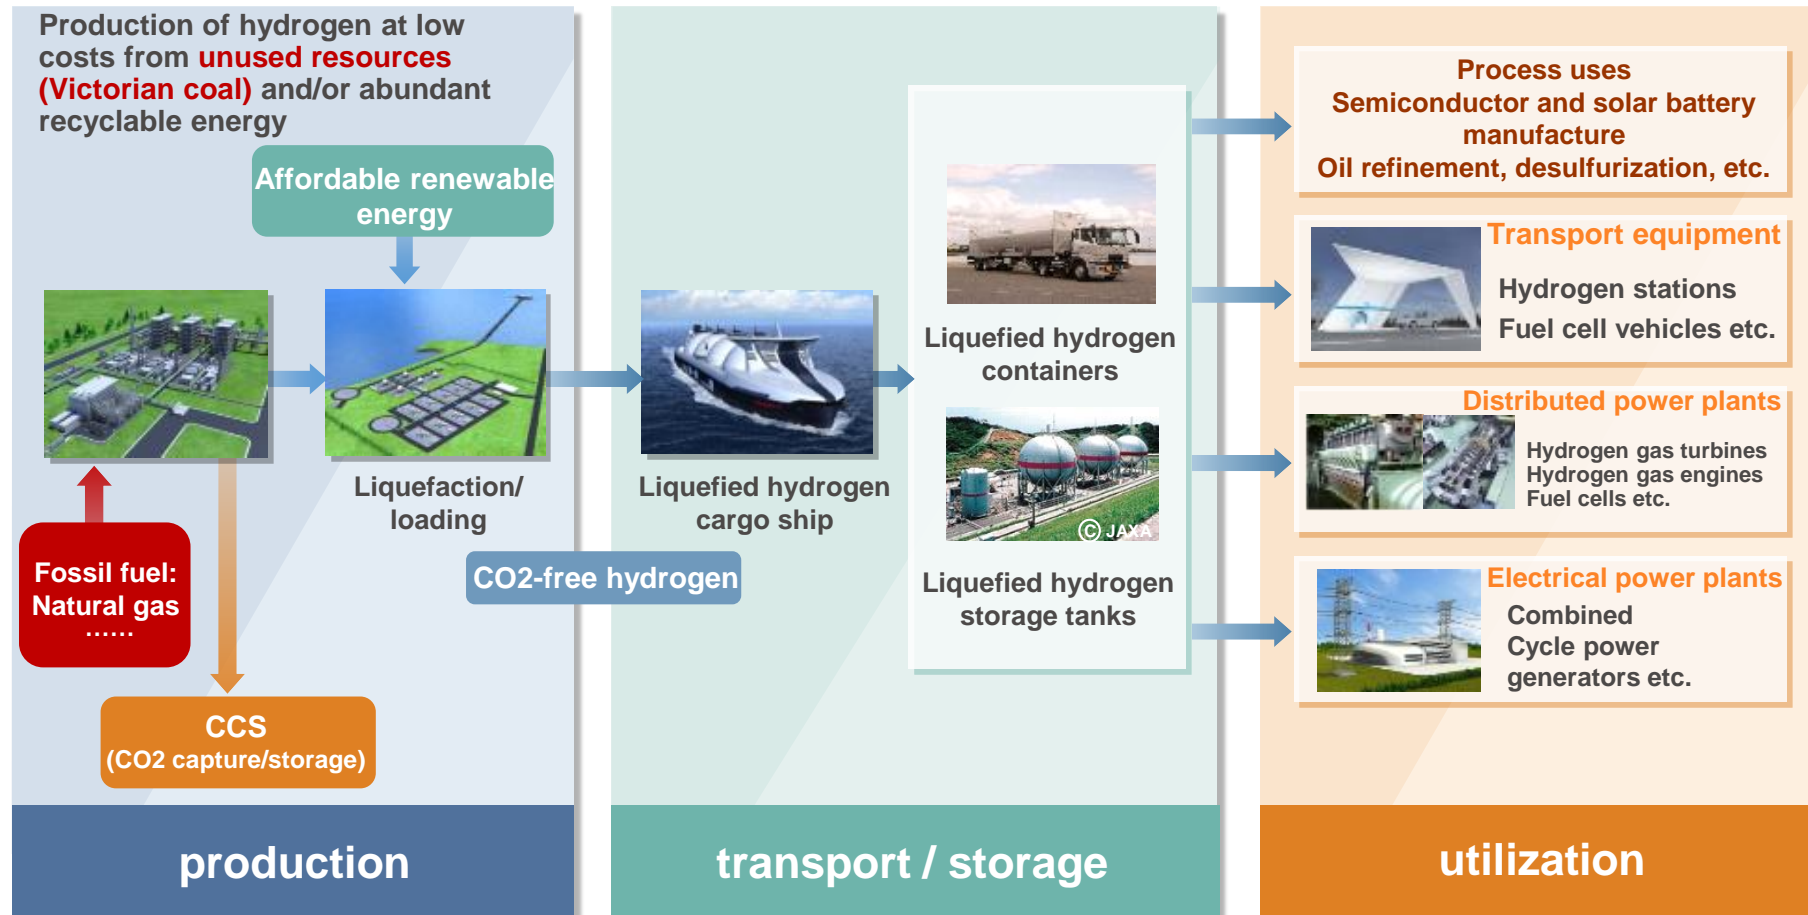 Production of hydrogen at low
costs from unused resources
(Victorian coal) and/or abundant
recyclable energy
Affordable renewable
energy
Liquefaction/
loading
Fossil fuel:
Natural gas
......
CCS
(CO2 capture/storage)
CO2-free hydrogen
production
Liquefied hydrogen
cargo ship
Liquefied hydrogen
containers
© JAXA
Liquefied hydrogen
storage tanks
transport / storage
Process uses
Semiconductor and solar battery
manufacture
Oil refinement, desulfurization, etc.
Transport equipment
Hydrogen stations
Fuel cell vehicles etc.
Distributed power plants
Hydrogen gas turbines
Hydrogen gas engines
Fuel cells etc.
Electrical power plants
Combined
Cycle power
generators etc.
utilization